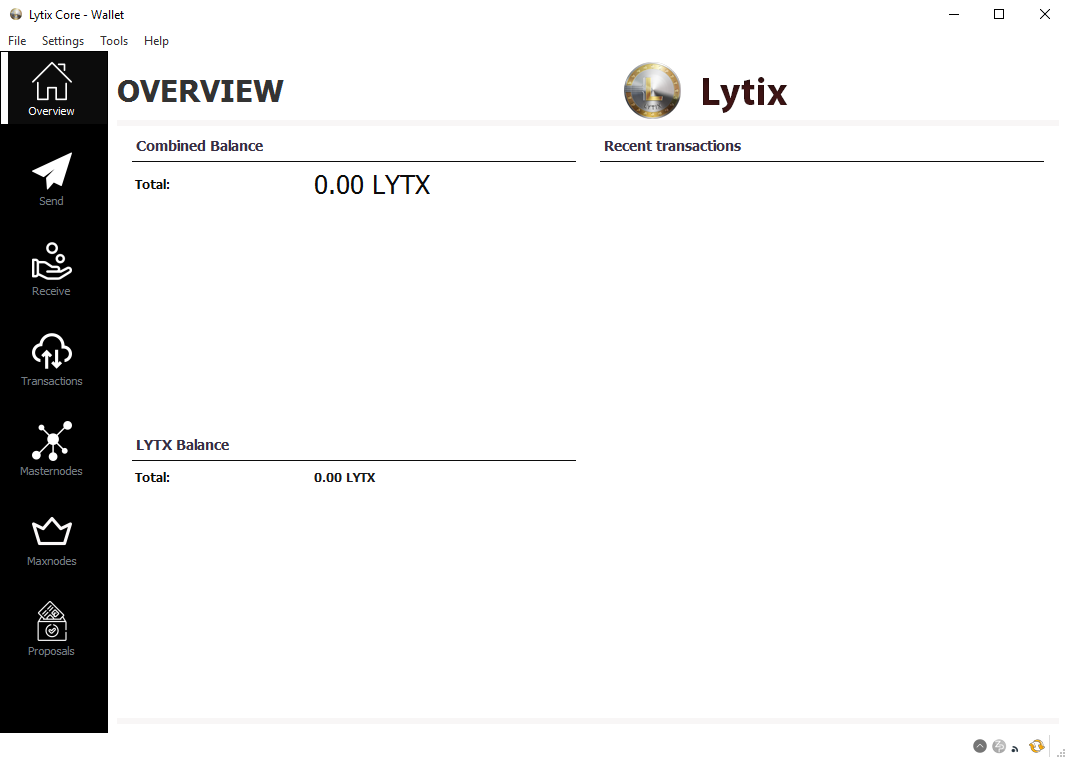 Lytix Core - Wallet
File Settings Tools Help
Overview
Send
Receive
Transactions
Masternodes
Maxnodes
Proposals
OVERVIEW
Lytix
Combined Balance
Total: 0.00 LYTX
LYTX Balance
Total: 0.00 LYTX
Recent transactions